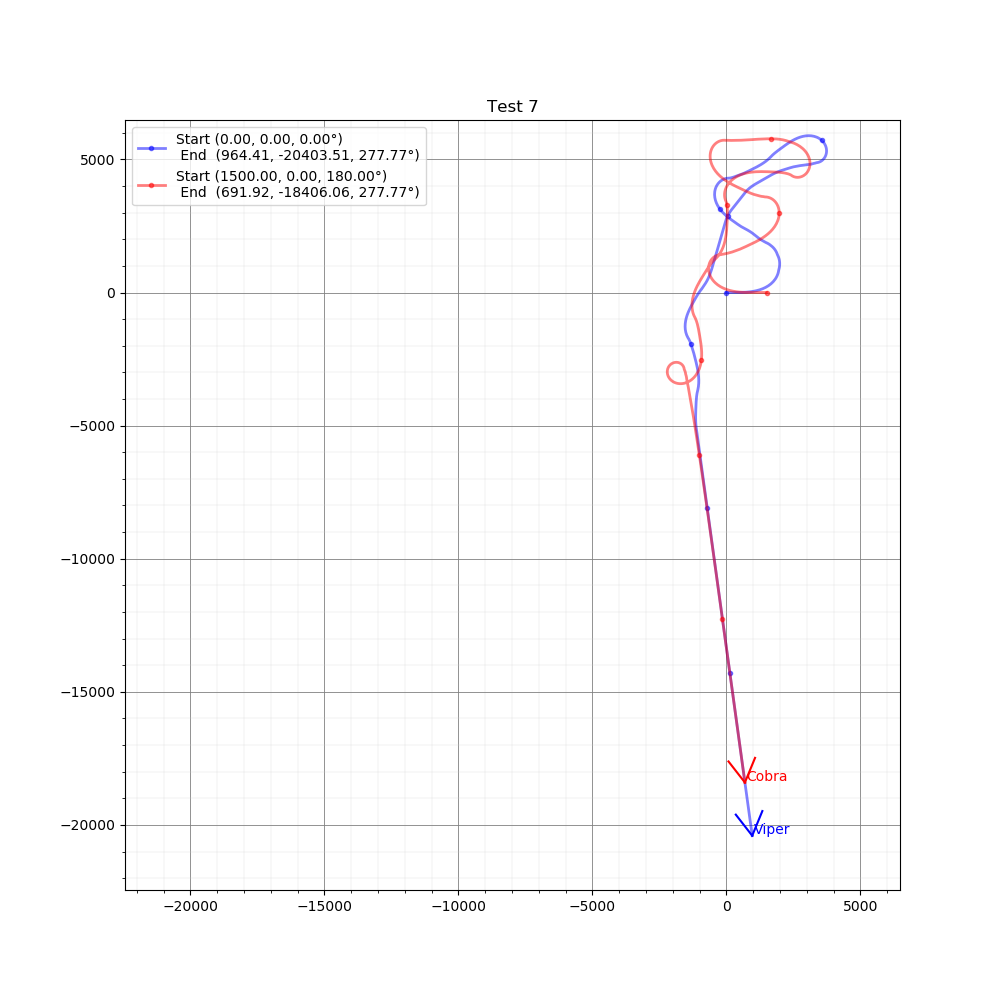 Test 7
Start (0.00, 0.00, 0.00°)
End (964.41, -20403.51, 277.77°)
Start (1500.00, 0.00, 180.00°)
End (691.92, -18406.06, 277.77°)
5000
0
−5000
−10000
−15000
−20000
Cobra
Viper
−20000 −15000 −10000 −5000 0 5000